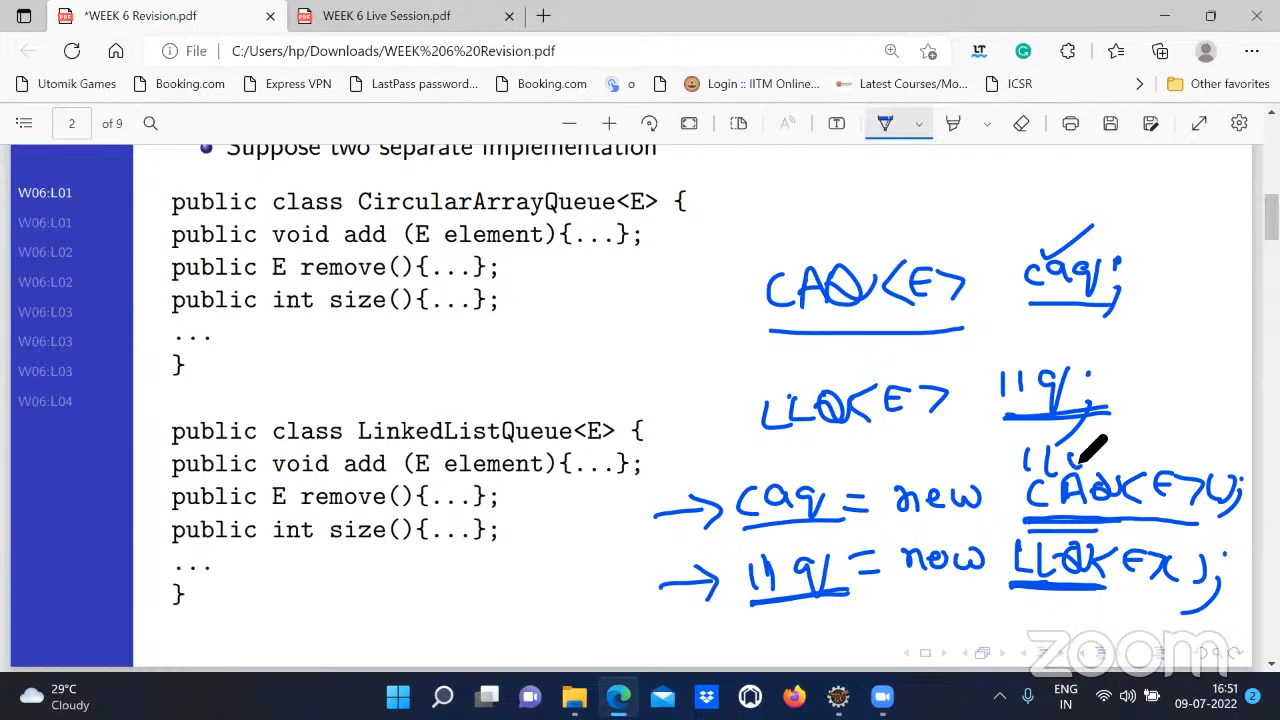 *WEEK 6 Revision.pdf
WEEK 6 Live Session.pdf
File
C:/Users/hp/Downloads/WEEK%206%20Revision.pdf
Utomik Games
Booking.com
Express VPN
LastPass password...
Booking.com
o
Login :: IITM Online...
Latest Courses/Mo...
ICSR
Other favorites
2 of 9
W06:L01
W06:L01
W06:L02
W06:L02
W06:L03
W06:L03
W06:L03
W06:L04
Suppose two separate implementation
public class CircularArrayQueue<E> {
public void add (E element){...};
public E remove(){...};
public int size(){...};
...
}
public class LinkedListQueue<E> {
public void add (E element){...};
public E remove(){...};
public int size(){...};
...
}
CAQ<E> caq;
LLQ<E> llq;
caq = new CAQ<E>();
llq = new LLQ<E>();
zoom
29°C
Cloudy
ENG
IN
16:51
09-07-2022
2